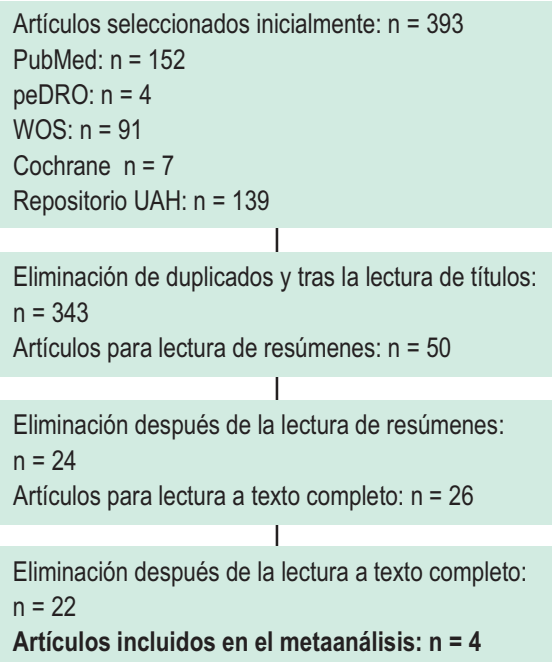 Artículos seleccionados inicialmente: n = 393
PubMed: n = 152
peDRO: n = 4
WOS: n = 91
Cochrane  n = 7
Repositorio UAH: n = 139
Eliminación de duplicados y tras la lectura de títulos:
n = 343
Artículos para lectura de resúmenes: n = 50
Eliminación después de la lectura de resúmenes:
n = 24
Artículos para lectura a texto completo: n = 26
Eliminación después de la lectura a texto completo:
n = 22
Artículos incluidos en el metaanálisis: n = 4